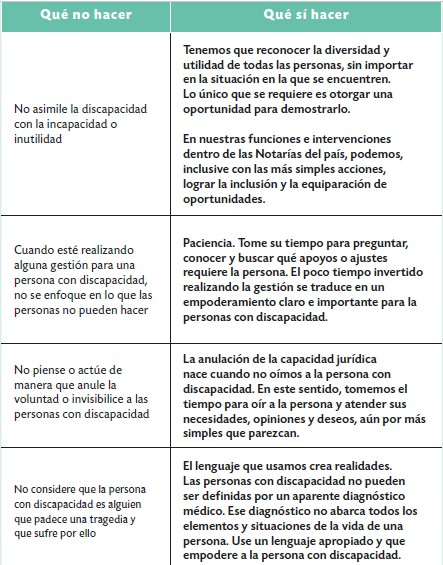 Qué no hacer
Qué sí hacer
No asimile la discapacidad
con la incapacidad o
inutilidad
Tenemos que reconocer la diversidad y
utilidad de todas las personas, sin importar
en la situación en la que se encuentren.
Lo único que se requiere es otorgar una
oportunidad para demostrarlo.
En nuestras funciones e intervenciones
dentro de las Notarías del país, podemos,
inclusive con las más simples acciones,
lograr la inclusión y la equiparación de
oportunidades.
Cuando esté realizando
alguna gestión para una
persona con discapacidad,
no se enfoque en lo que las
personas no pueden hacer
Paciencia. Tome su tiempo para preguntar,
conocer y buscar qué apoyos o ajustes
requiere la persona. El poco tiempo invertido
realizando la gestión se traduce en un
empoderamiento claro e importante para la
personas con discapacidad.
No piense o actúe de
manera que anule la
voluntad o invisibilice a las
personas con discapacidad
La anulación de la capacidad jurídica
nace cuando no oímos a la persona con
discapacidad. En este sentido, tomemos el
tiempo para oír a la persona y atender sus
necesidades, opiniones y deseos, aún por más
simples que parezcan.
No considere que la persona
con discapacidad es alguien
que padece una tragedia y
que sufre por ello
El lenguaje que usamos crea realidades.
Las personas con discapacidad no pueden
ser definidas por un aparente diagnóstico
médico. Ese diagnóstico no abarca todos los
elementos y situaciones de la vida de una
persona. Use un lenguaje apropiado y que
empodere a la persona con discapacidad.